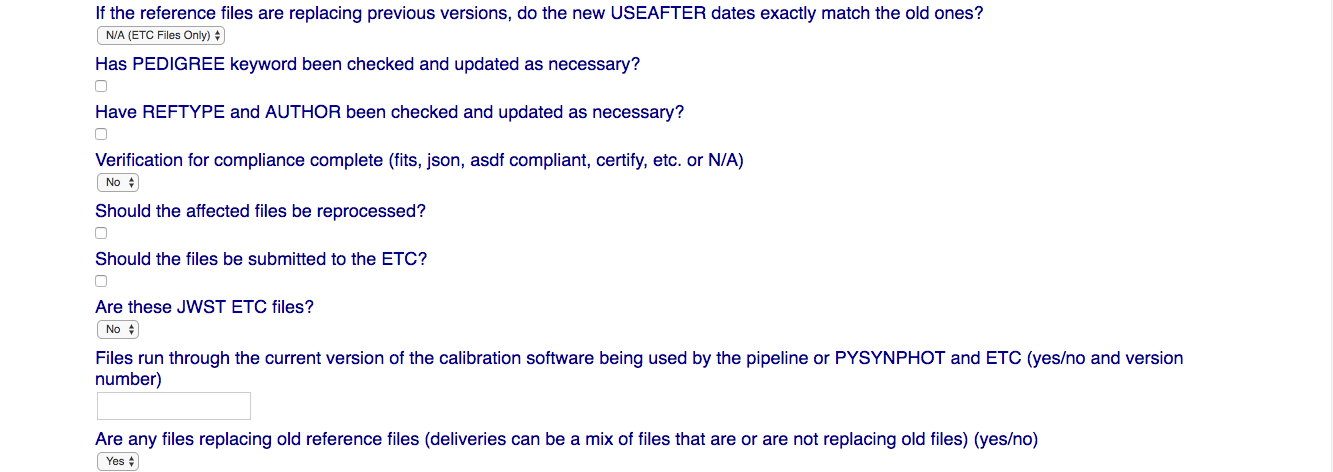 If the reference files are replacing previous versions, do the new USEAFTER dates exactly match the old ones?
N/A (ETC Files Only)
Has PEDIGREE keyword been checked and updated as necessary?
Have REFTYPE and AUTHOR been checked and updated as necessary?
Verification for compliance complete (fits, json, asdf compliant, certify, etc. or N/A)
No
Should the affected files be reprocessed?
Should the files be submitted to the ETC?
Are these JWST ETC files?
No
Files run through the current version of the calibration software being used by the pipeline or PYSYNPHOT and ETC (yes/no and version
number)
Are any files replacing old reference files (deliveries can be a mix of files that are or are not replacing old files) (yes/no)
Yes